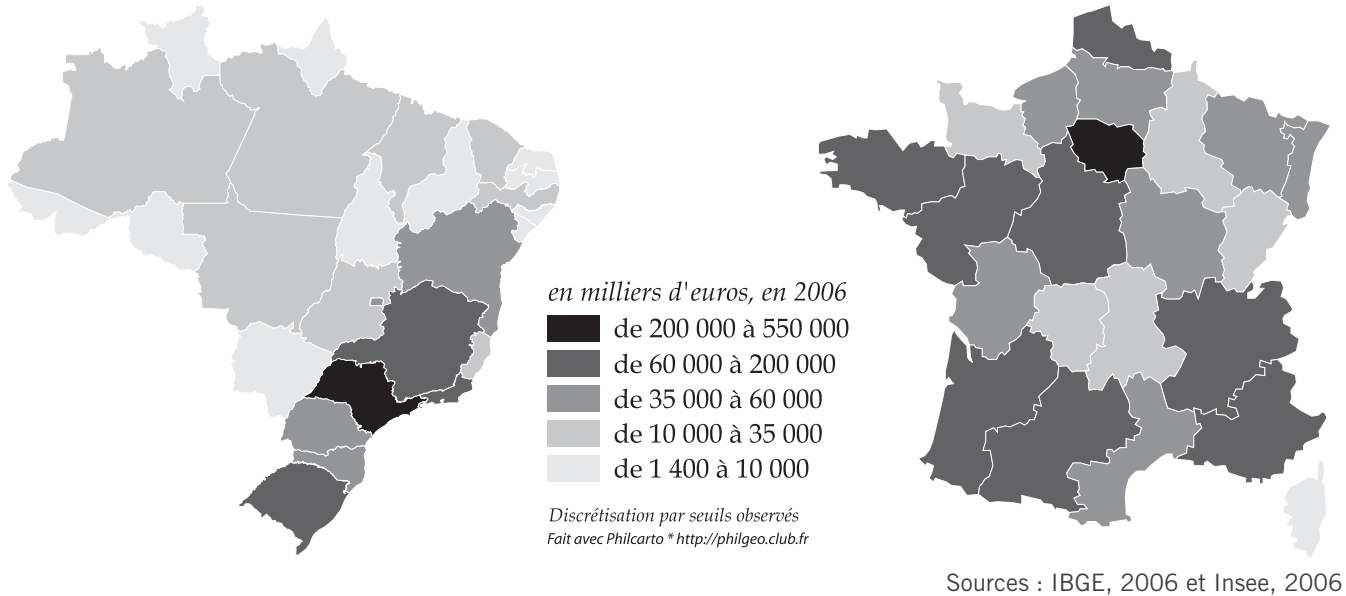 en milliers d'euros, en 2006
de 200 000 à 550 000
de 60 000 à 200 000
de 35 000 à 60 000
de 10 000 à 35 000
de 1 400 à 10 000
Discrétisation par seuils observés
Fait avec Philcarto * http://philgeo.club.fr
Sources : IBGE, 2006 et Insee, 2006